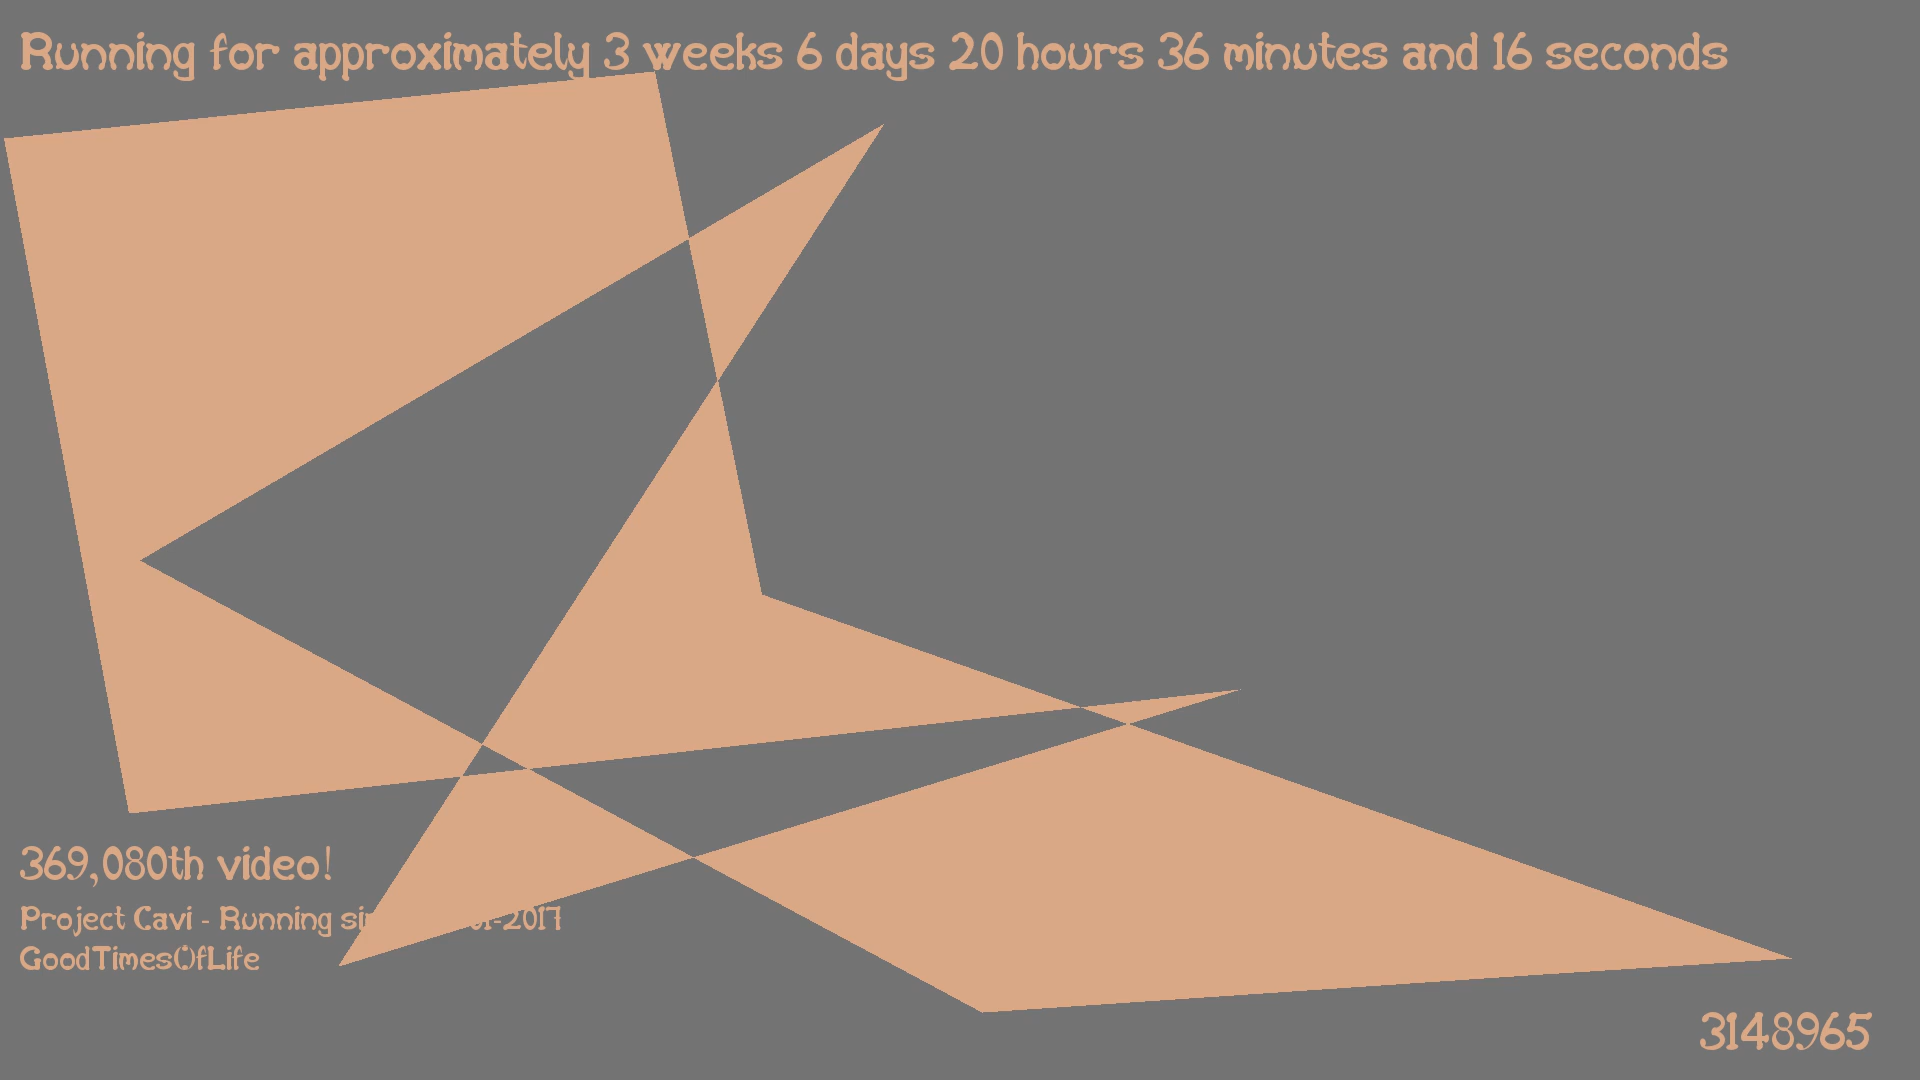 Running for approximately 3 weeks 6 days 20 hours 36 minutes and 16 seconds
369,080th video!
Project Cavi - Running -2017
GoodTimesOfLife
3148965